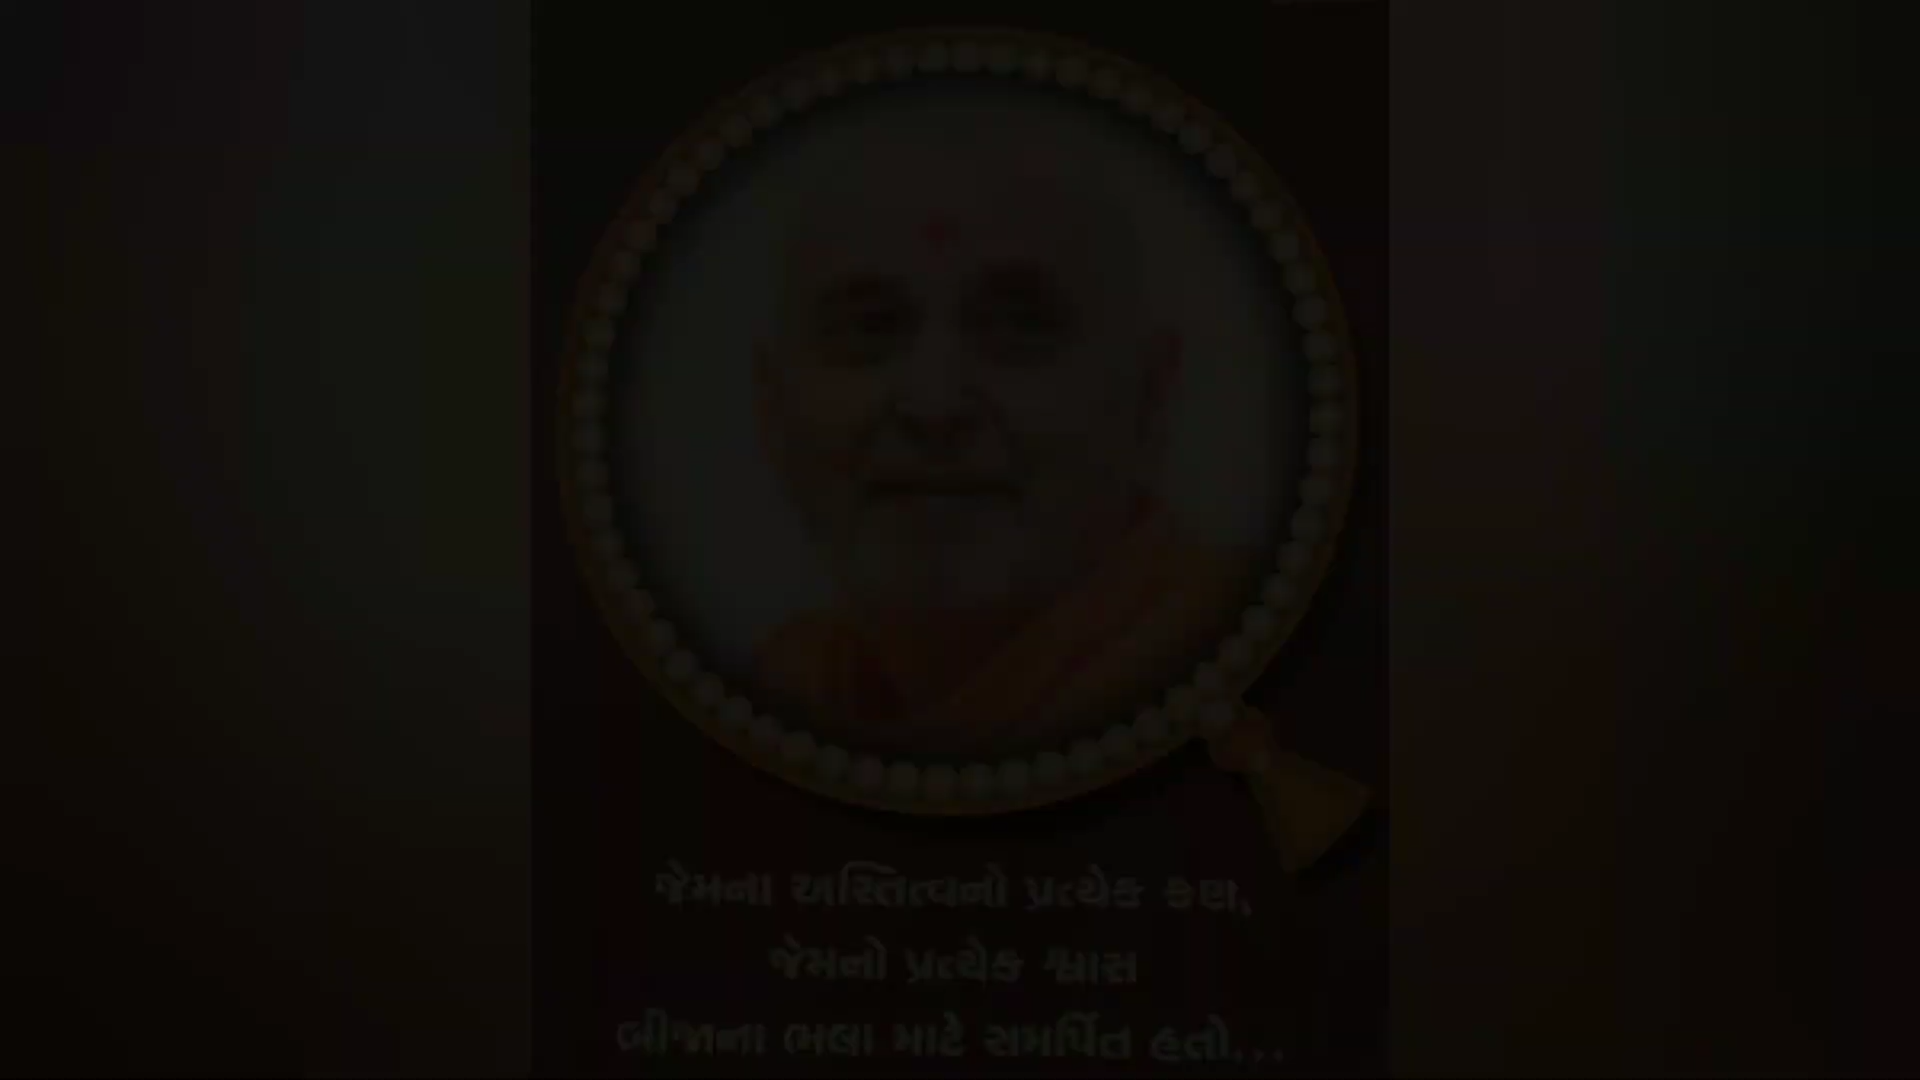 જેમના અસ્તિત્વનો પ્રત્યેક કણ,
જેમનો પ્રત્યેક શ્વાસ
બીજાના ભલા માટે સમર્પિત હતો...